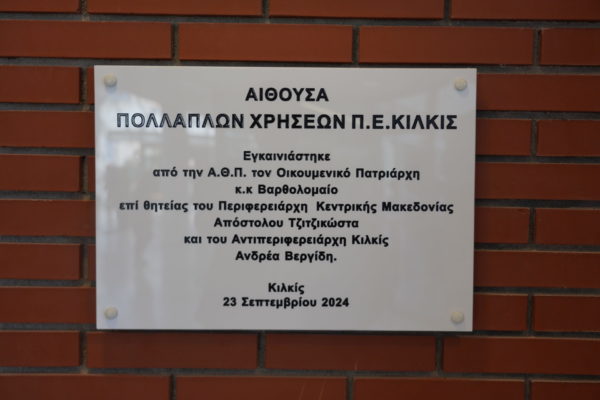 ΑΙΘΟΥΣΑ
ΠΟΛΛΑΠΛΩΝ ΧΡΗΣΕΩΝ Π.Ε.ΚΙΛΚΙΣ
Εγκαινιάστηκε
από την Α.Θ.Π. τον Οικουμενικό Πατριάρχη
κ.κ Βαρθολομαίο
επί θητείας του Περιφερειάρχη Κεντρικής Μακεδονίας
Απόστολου Τζιτζικώστα
και του Αντιπεριφερειάρχη Κιλκίς
Ανδρέα Βεργίδη.
Κιλκίς
23 Σεπτεμβρίου 2024